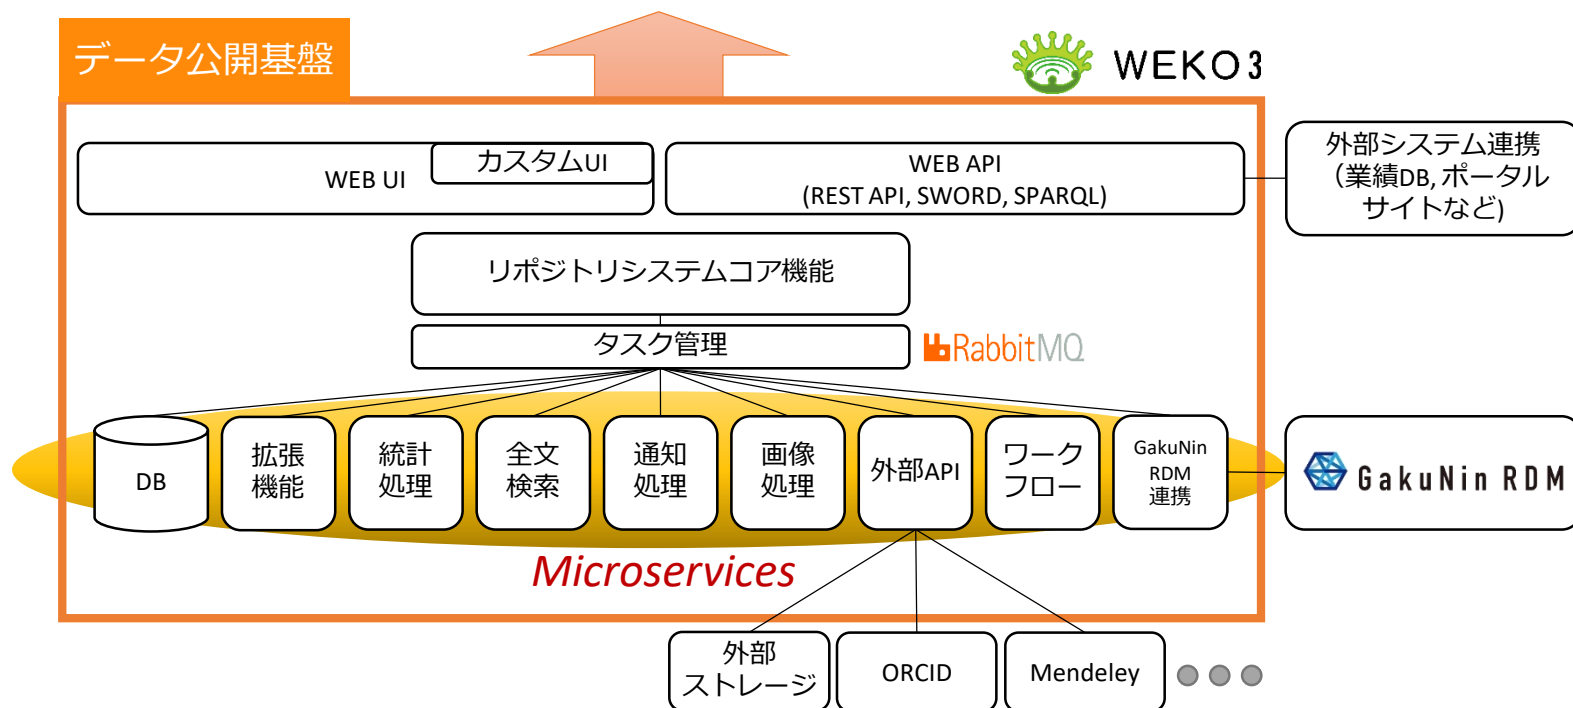 データ公開基盤
WEKO3
WEB UI
カスタムUI
WEB API
(REST API, SWORD, SPARQL)
外部システム連携
（業績DB, ポータル
サイトなど)
リポジトリシステムコア機能
タスク管理
RabbitMQ
DB
拡張
機能
統計
処理
全文
検索
通知
処理
画像
処理
外部API
ワーク
フロー
GakuNin
RDM
連携
GakuNin RDM
Microservices
外部
ストレージ
ORCID
Mendeley